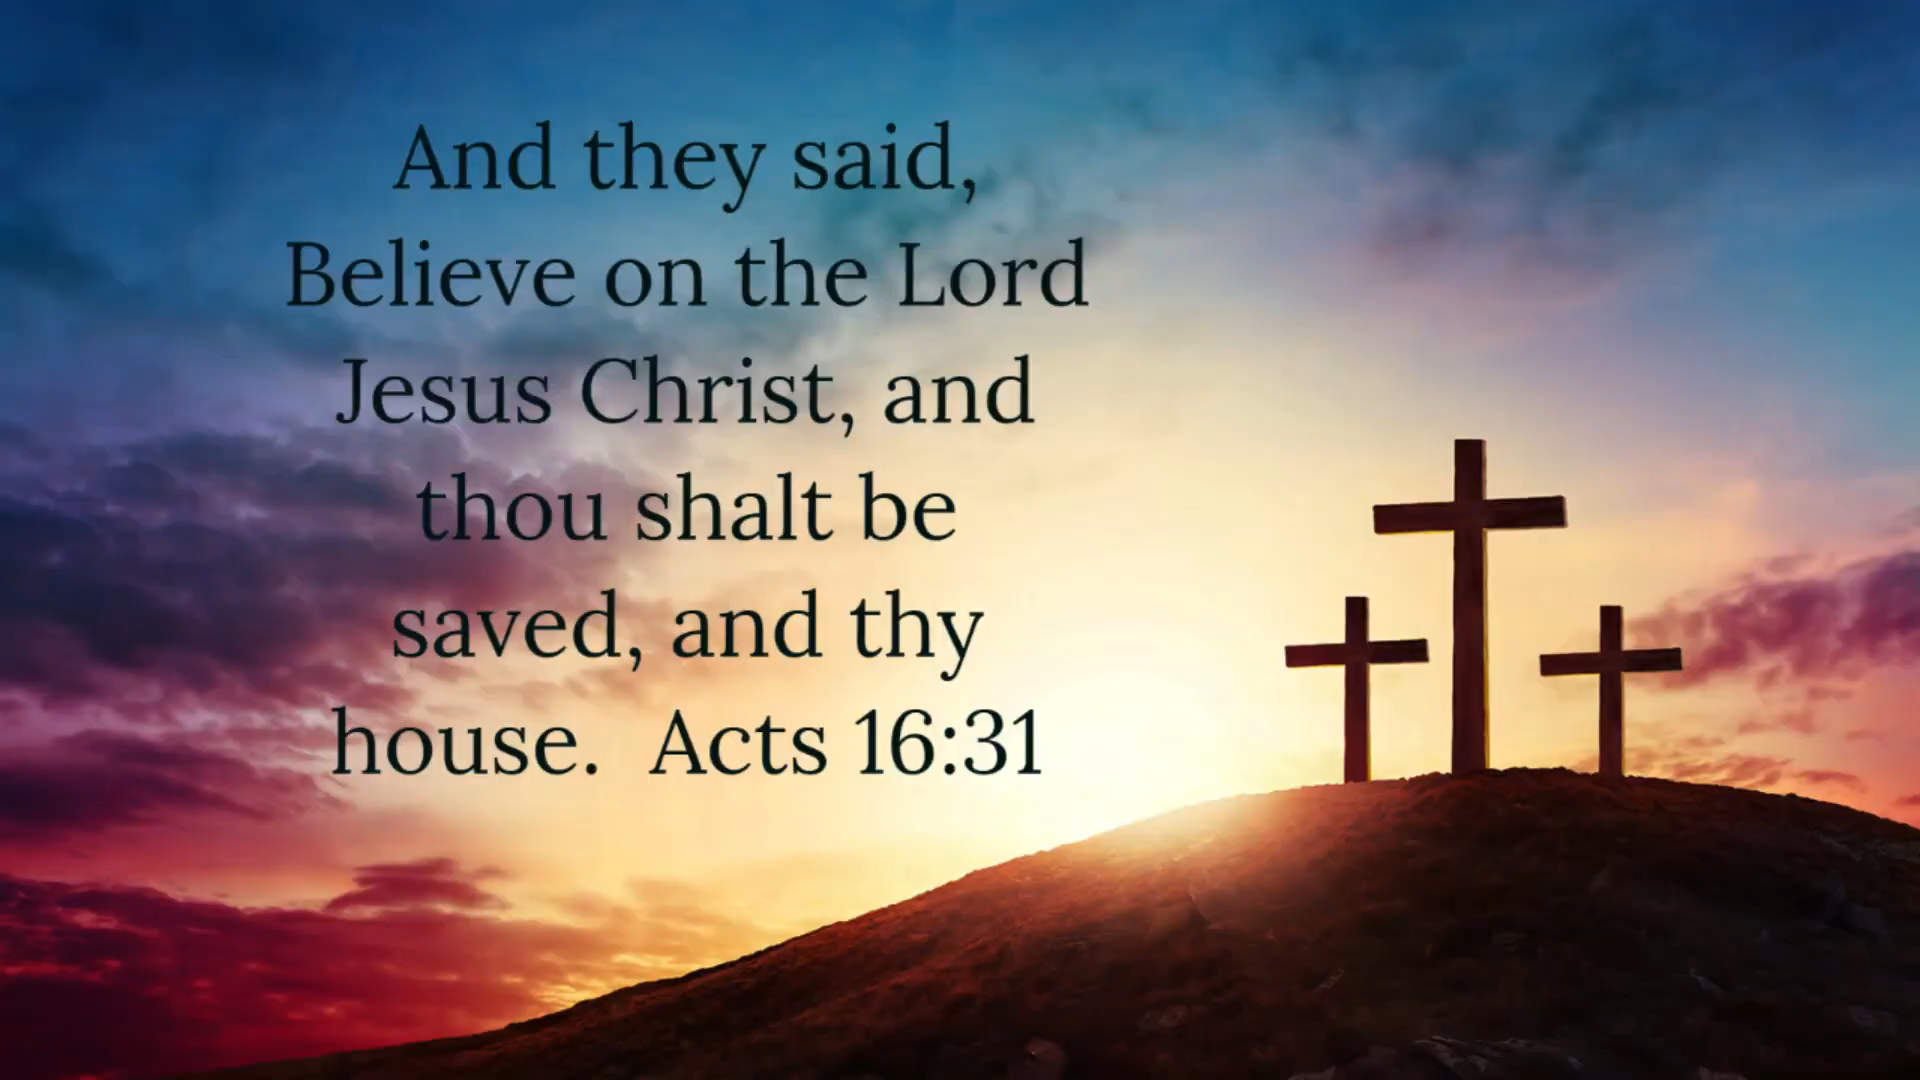 And they said,
Believe on the Lord
Jesus Christ, and
thou shalt be
saved, and thy
house.  Acts 16:31